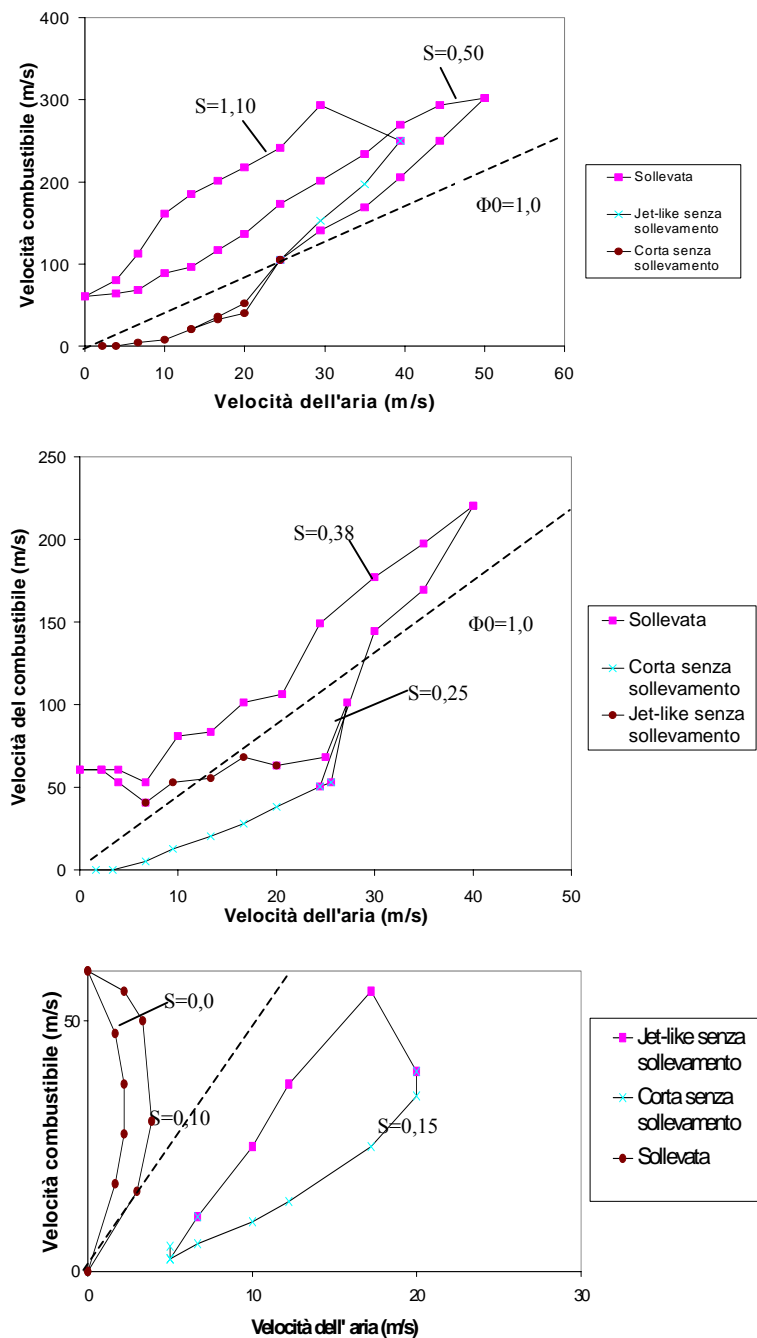 400
300
200
100
0
Velocità combustibile (m/s)
S=1,10
S=0,50
Φ0=1,0
0 10 20 30 40 50 60
Velocità dell'aria (m/s)
Sollevata
Jet-like senza
sollevamento
Corta senza
sollevamento
250
200
150
100
50
0
Velocità del combustibile (m/s)
S=0,38
Φ0=1,0
S=0,25
0 10 20 30 40 50
Velocità dell'aria (m/s)
Sollevata
Corta senza
sollevamento
Jet-like senza
sollevamento
50
0
Velocità combustibile (m/s)
S=0,0
S=0,10
S=0,15
0 10 20 30
Velocità dell' aria (m/s)
Jet-like senza
sollevamento
Corta senza
sollevamento
Sollevata